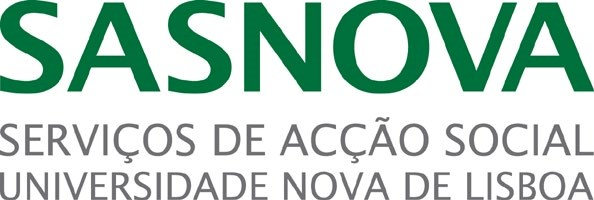 SASNOVA
SERVIÇOS DE ACÇÃO SOCIAL
UNIVERSIDADE NOVA DE LISBOA